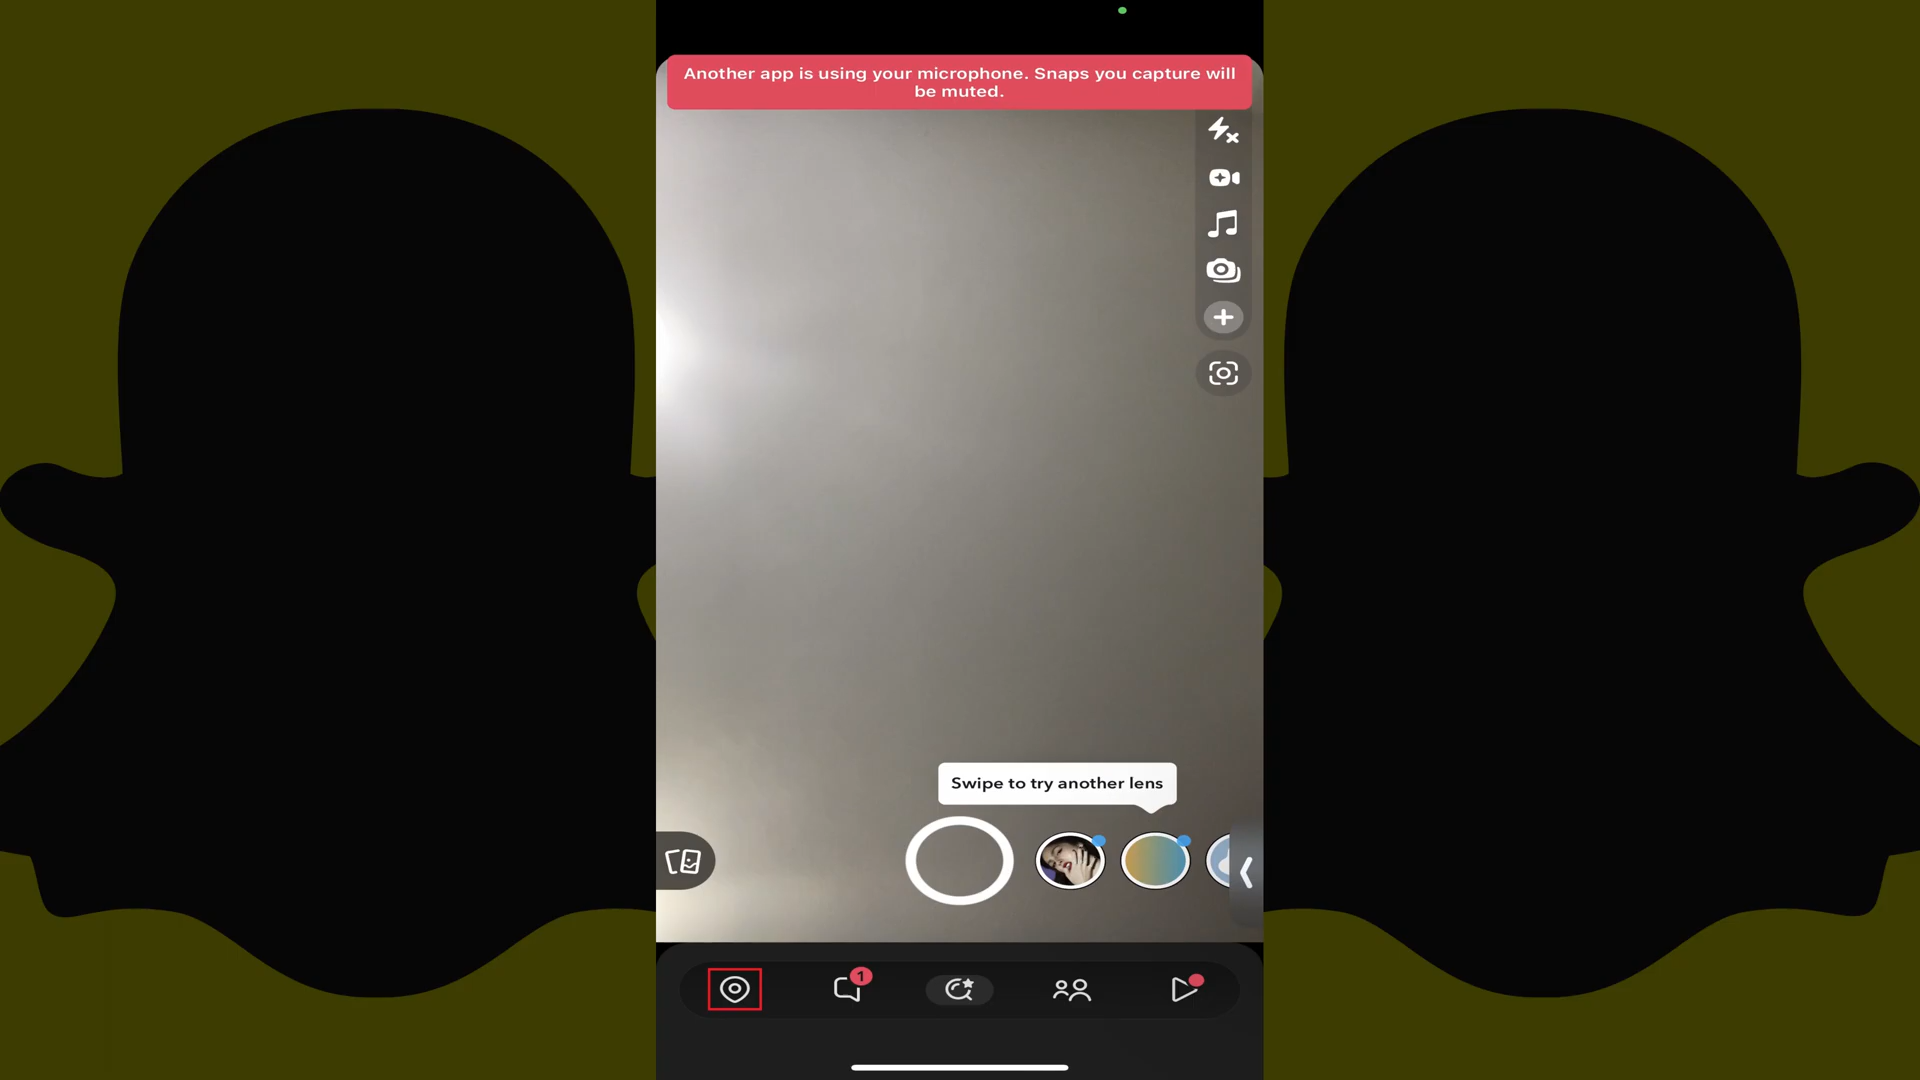 Another app is using your microphone. Snaps you capture will
be muted.
Swipe to try another lens
1